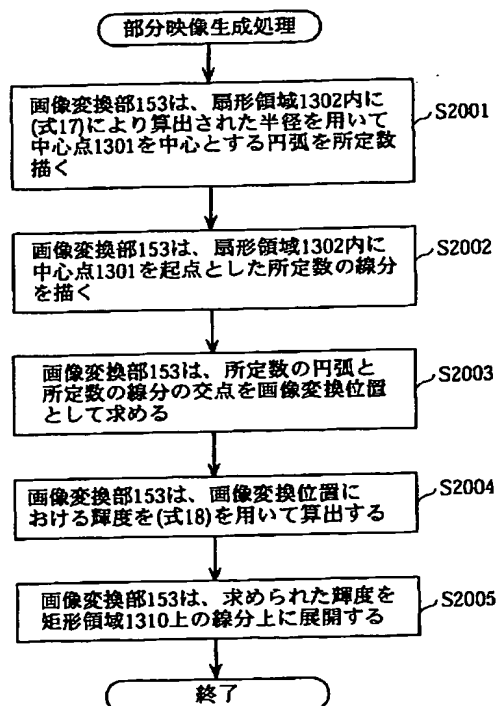 部分映像生成処理
画像変換部153は、扇形領域1302内に
(式17)により算出された半径を用いて
中心点1301を中心とする円弧を所定数
描く
S2001
画像変換部153は、扇形領域1302内に
中心点1301を起点とした所定数の線分
を描く
S2002
画像変換部153は、所定数の円弧と
所定数の線分の交点を画像変換位置
として求める
S2003
画像変換部153は、画像変換位置に
おける輝度を(式18)を用いて算出する
S2004
画像変換部153は、求められた輝度を
矩形領域1310上の線分上に展開する
S2005
終了